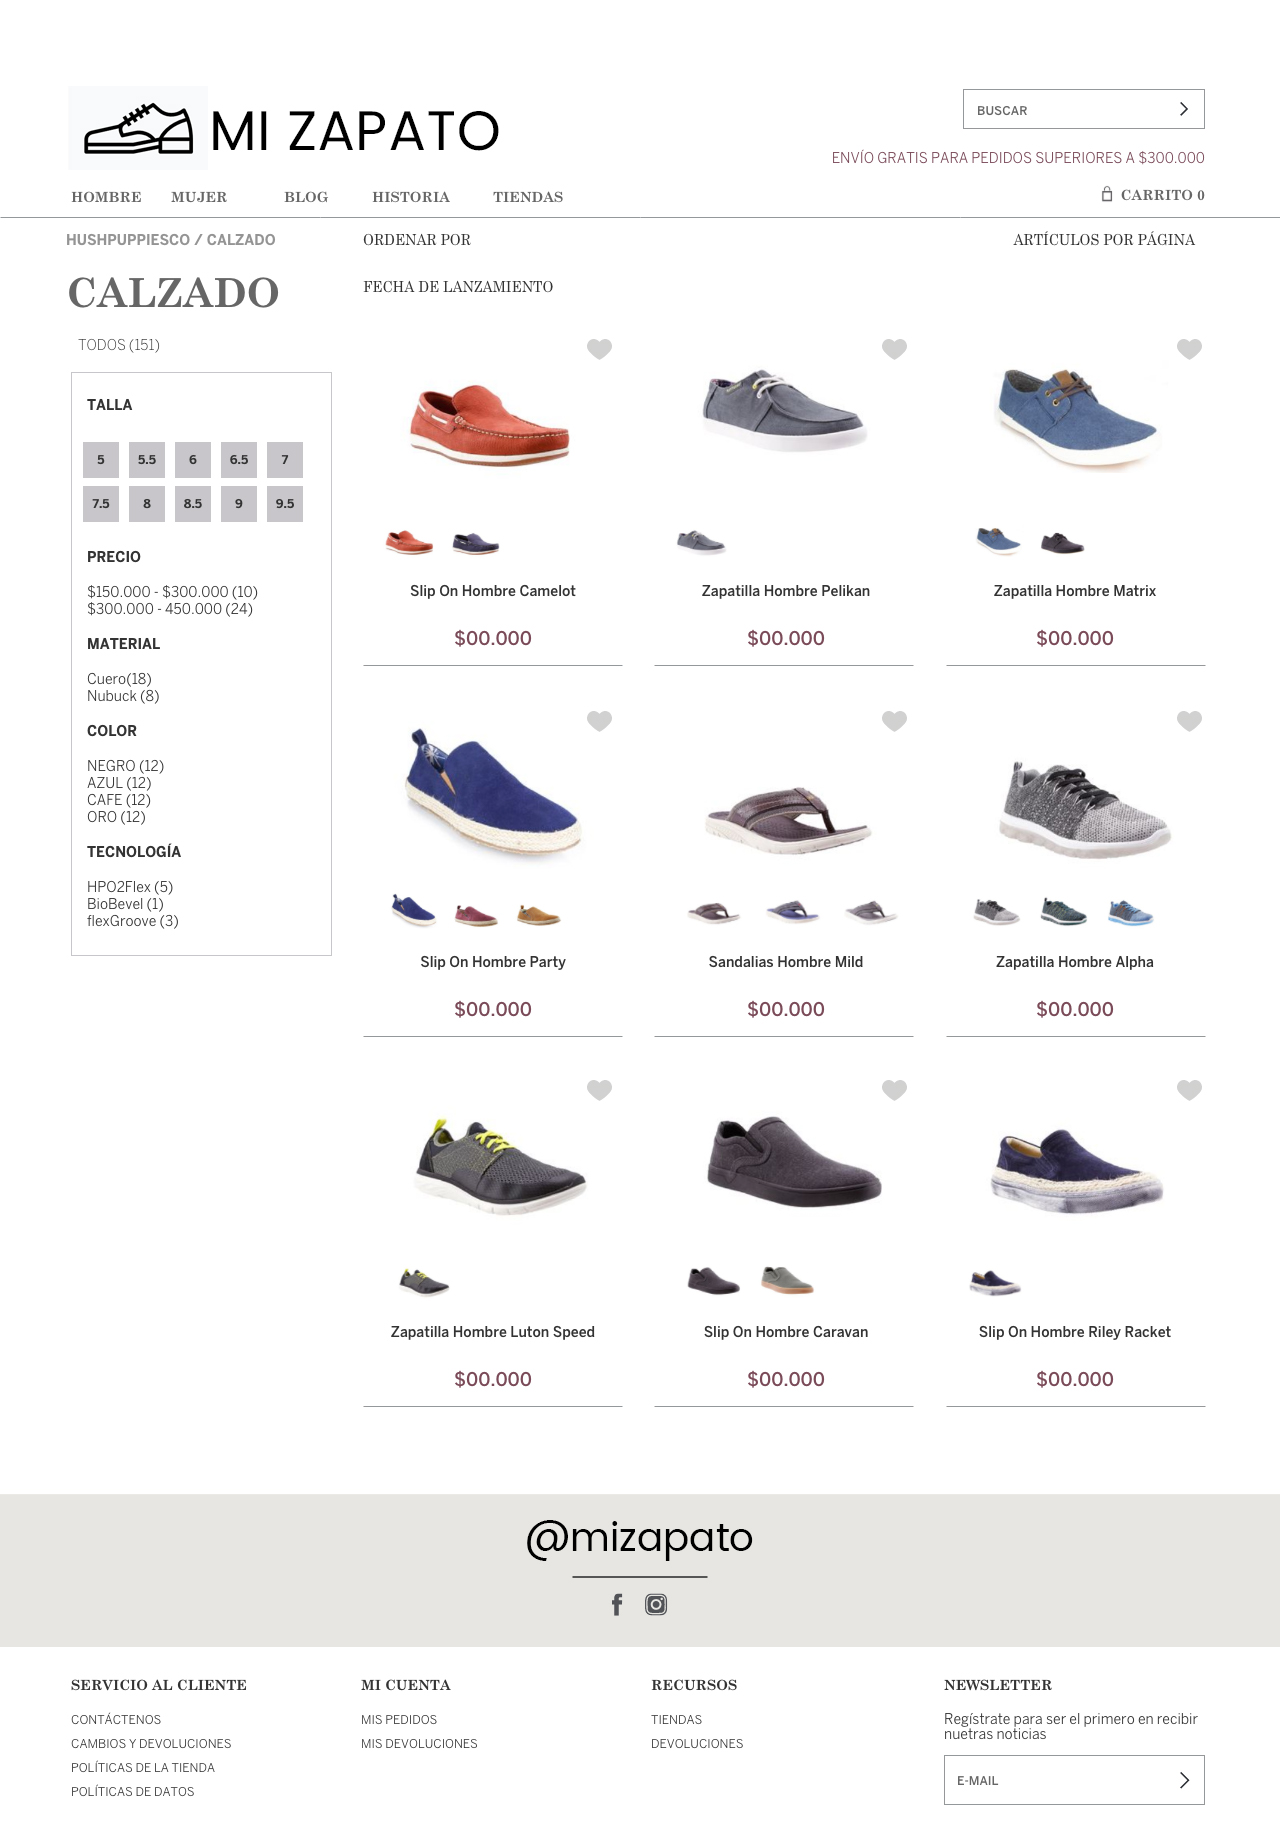 MI ZAPATO
BUSCAR
ENVÍO GRATIS PARA PEDIDOS SUPERIORES A $300.000
HOMBRE MUJER BLOG HISTORIA TIENDAS
CARRITO 0
HUSHPUPPIESCO / CALZADO
ORDENAR POR
ARTÍCULOS POR PÁGINA
CALZADO
FECHA DE LANZAMIENTO
TODOS (151)
TALLA
5 5.5 6 6.5 7
7.5 8 8.5 9 9.5
PRECIO
$150.000 - $300.000 (10)
$300.000 - 450.000 (24)
MATERIAL
Cuero(18)
Nubuck (8)
COLOR
NEGRO (12)
AZUL (12)
CAFE (12)
ORO (12)
TECNOLOGÍA
HPO2Flex (5)
BioBevel (1)
flexGroove (3)
Slip On Hombre Camelot
$00.000
Zapatilla Hombre Pelikan
$00.000
Zapatilla Hombre Matrix
$00.000
Slip On Hombre Party
$00.000
Sandalias Hombre Mild
$00.000
Zapatilla Hombre Alpha
$00.000
Zapatilla Hombre Luton Speed
$00.000
Slip On Hombre Caravan
$00.000
Slip On Hombre Riley Racket
$00.000
@mizapato
SERVICIO AL CLIENTE
CONTÁCTENOS
CAMBIOS Y DEVOLUCIONES
POLÍTICAS DE LA TIENDA
POLÍTICAS DE DATOS
MI CUENTA
MIS PEDIDOS
MIS DEVOLUCIONES
RECURSOS
TIENDAS
DEVOLUCIONES
NEWSLETTER
Regístrate para ser el primero en recibir
nuetras noticias
E-MAIL